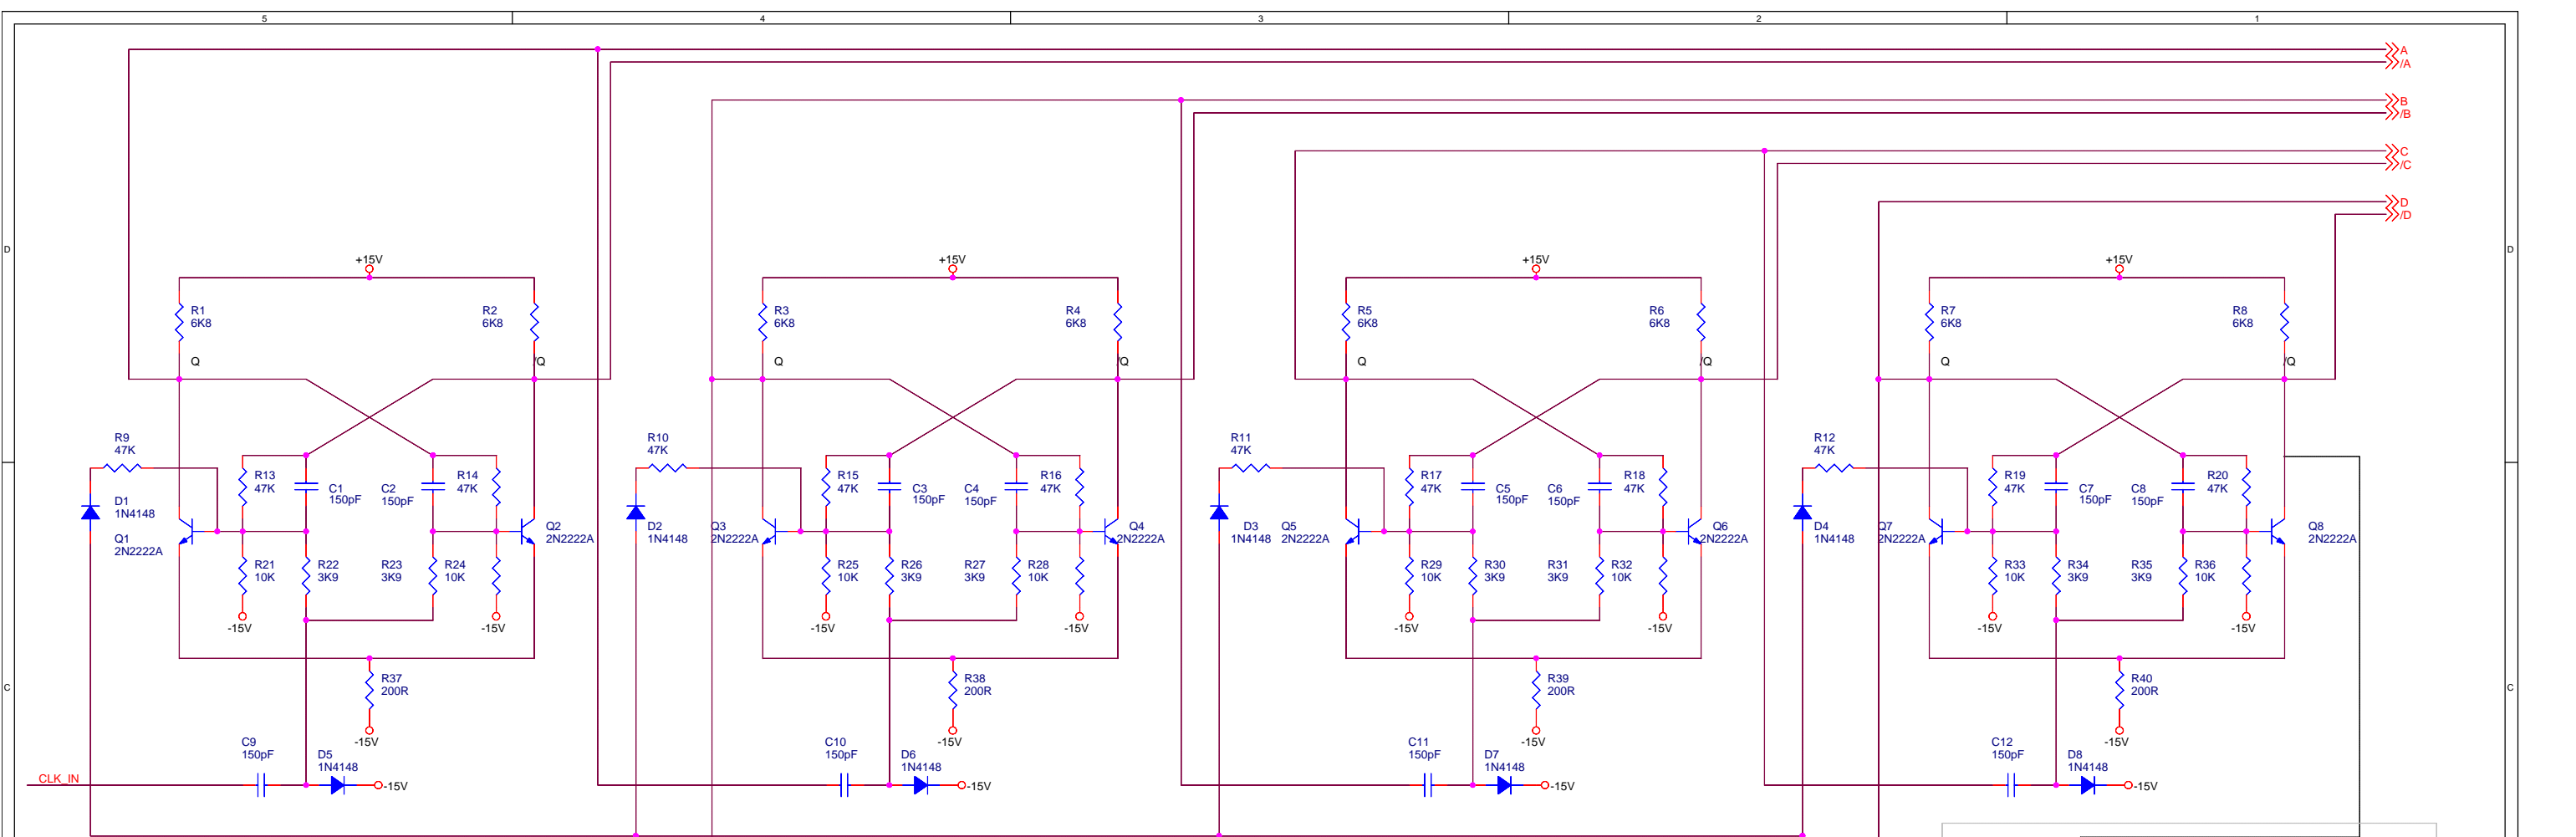 5
4
3
2
1
A
/A
B
/B
C
/C
D
/D
D
D
+15V
+15V
+15V
+15V
R1
6K8
R2
6K8
R3
6K8
R4
6K8
R5
6K8
R6
6K8
R7
6K8
R8
6K8
Q
/Q
Q
/Q
Q
/Q
Q
/Q
R9
47K
R10
47K
R11
47K
R12
47K
R13
47K
C1
150pF
C2
150pF
R14
47K
R15
47K
C3
150pF
C4
150pF
R16
47K
R17
47K
C5
150pF
C6
150pF
R18
47K
R19
47K
C7
150pF
C8
150pF
R20
47K
D1
1N4148
Q1
2N2222A
Q2
2N2222A
D2
1N4148
Q3
2N2222A
Q4
2N2222A
D3
1N4148
Q5
2N2222A
Q6
2N2222A
D4
1N4148
Q7
2N2222A
Q8
2N2222A
R21
10K
R22
3K9
R23
3K9
R24
10K
R25
10K
R26
3K9
R27
3K9
R28
10K
R29
10K
R30
3K9
R31
3K9
R32
10K
R33
10K
R34
3K9
R35
3K9
R36
10K
-15V
-15V
-15V
-15V
-15V
-15V
-15V
-15V
C
C
R37
200R
R38
200R
R39
200R
R40
200R
-15V
-15V
-15V
-15V
C9
150pF
D5
1N4148
C10
150pF
D6
1N4148
C11
150pF
D7
1N4148
C12
150pF
D8
1N4148
CLK_IN
-15V
-15V
-15V
-15V